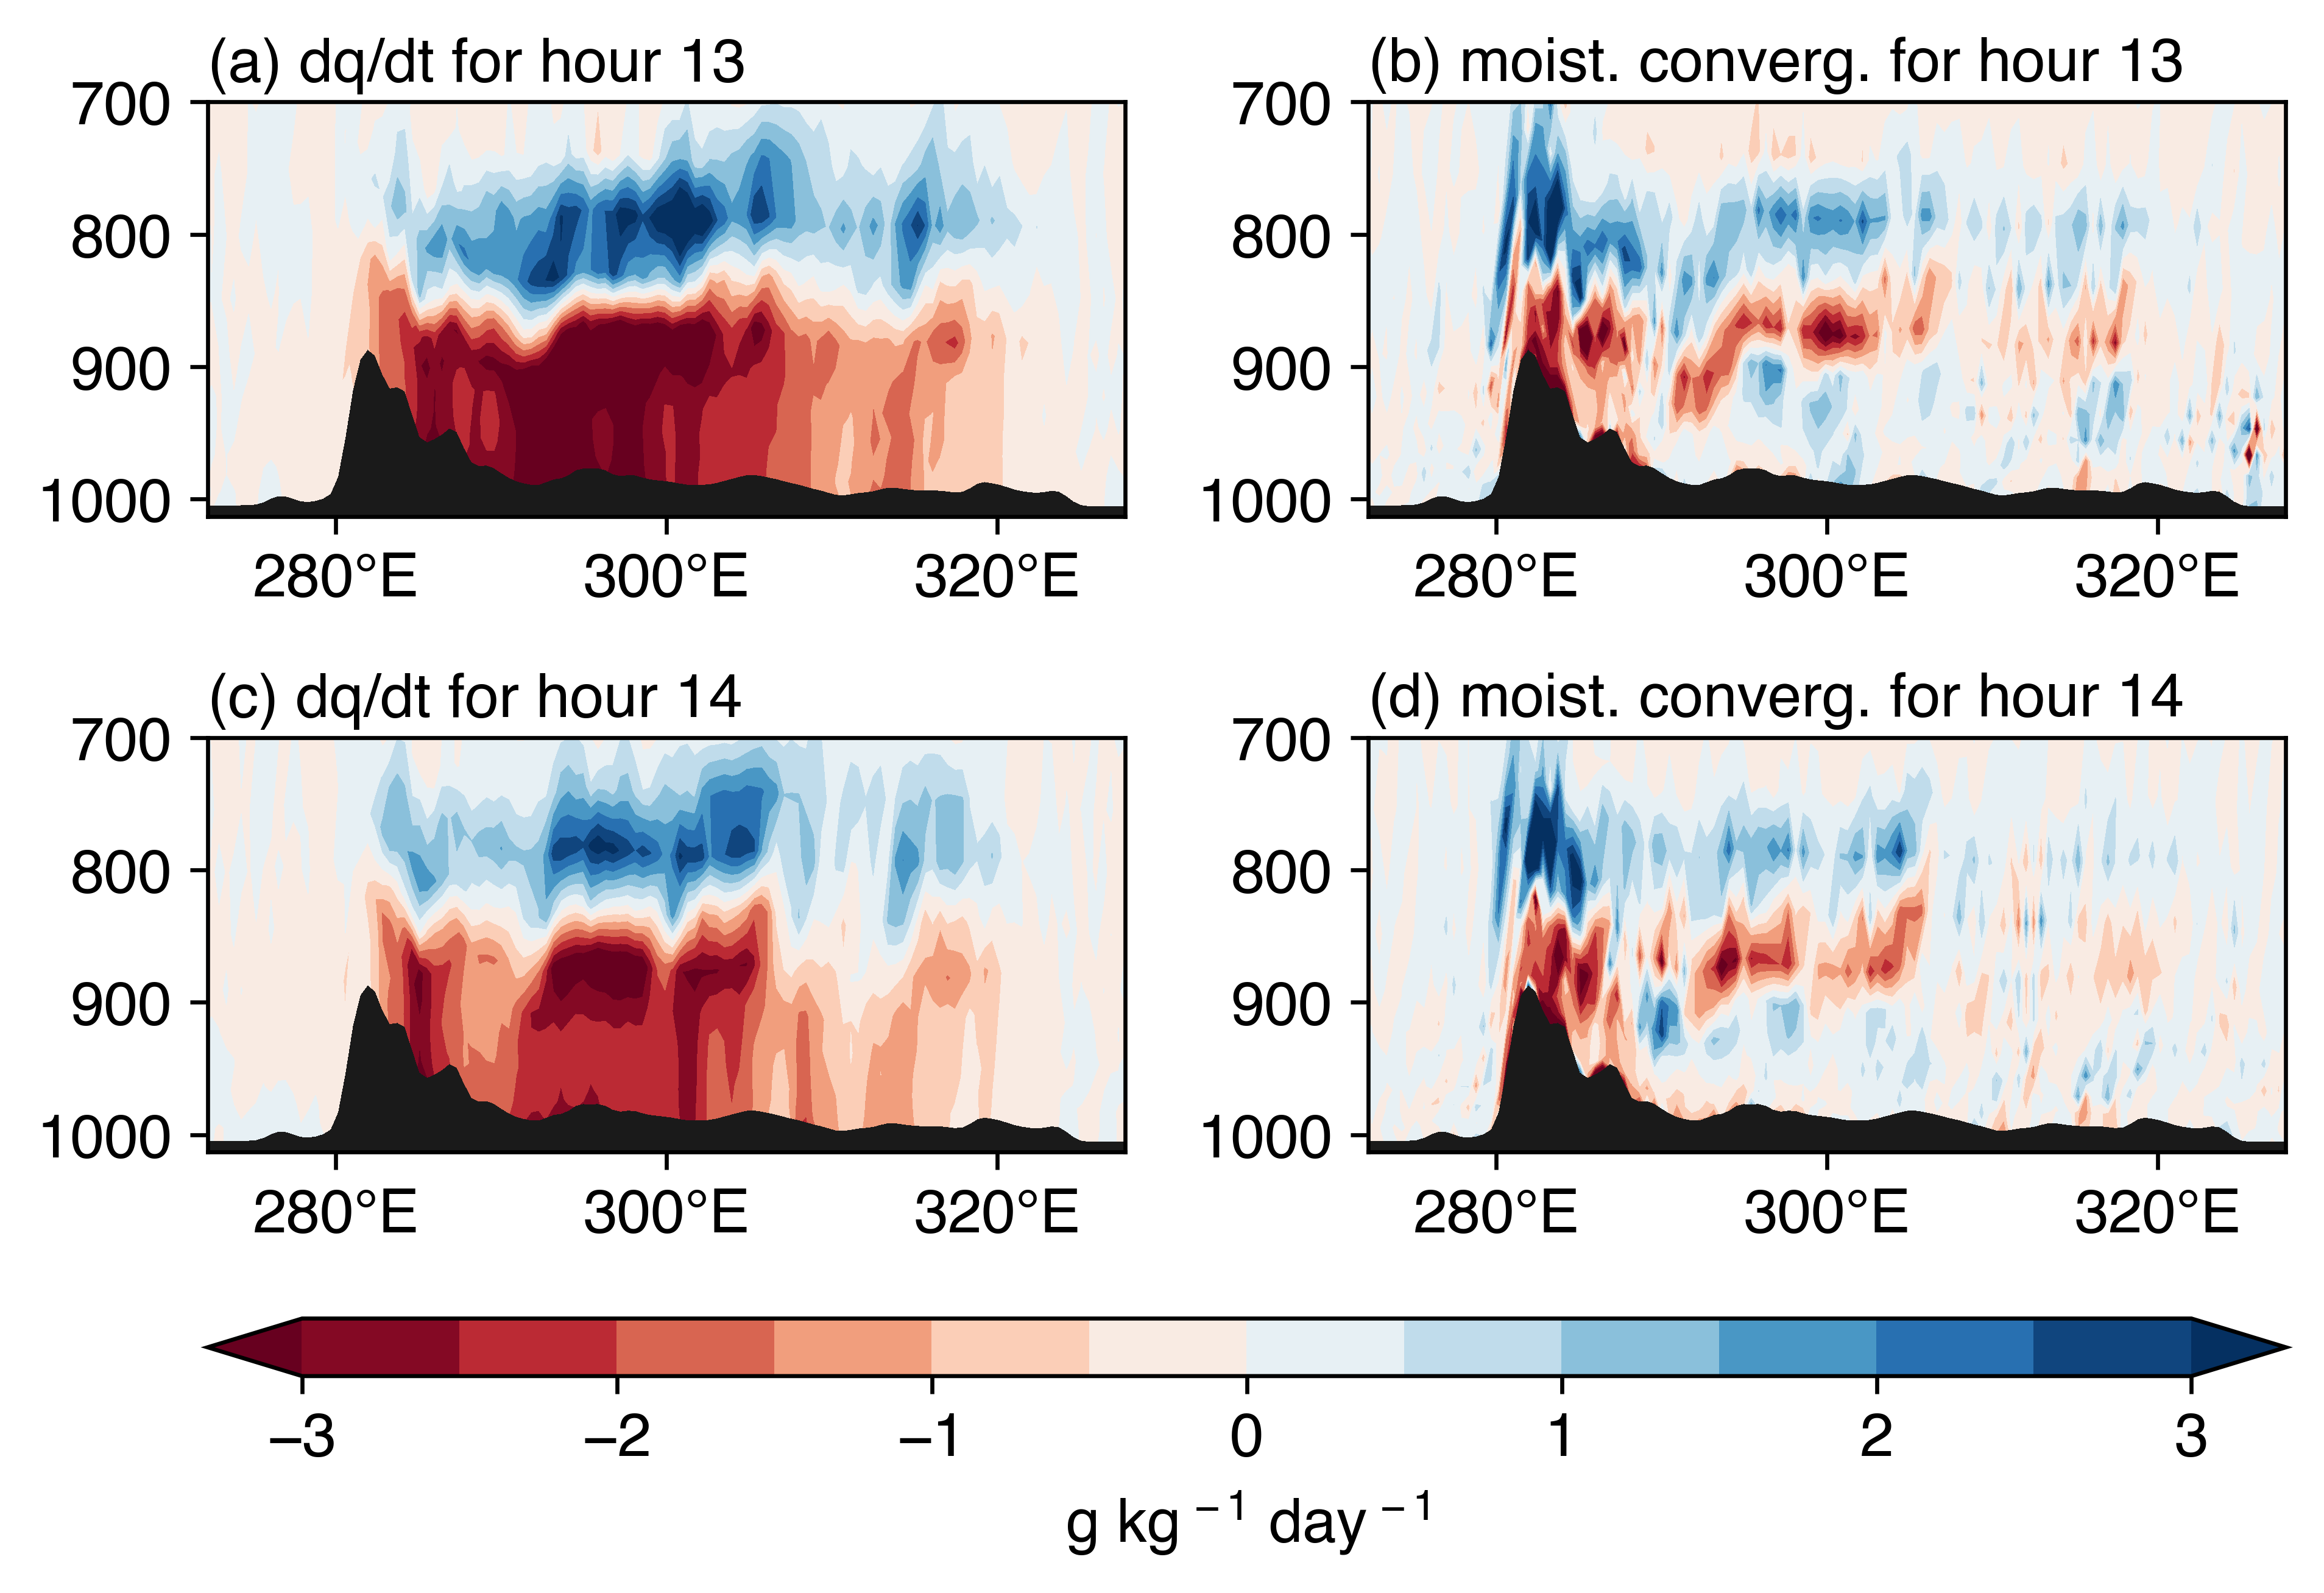 (a) dq/dt for hour 13
700
800
900
1000
280°E 300°E 320°E
(b) moist. converg. for hour 13
700
800
900
1000
280°E 300°E 320°E
(c) dq/dt for hour 14
700
800
900
1000
280°E 300°E 320°E
(d) moist. converg. for hour 14
700
800
900
1000
280°E 300°E 320°E
−3 −2 −1 0 1 2 3
g kg⁻¹ day⁻¹